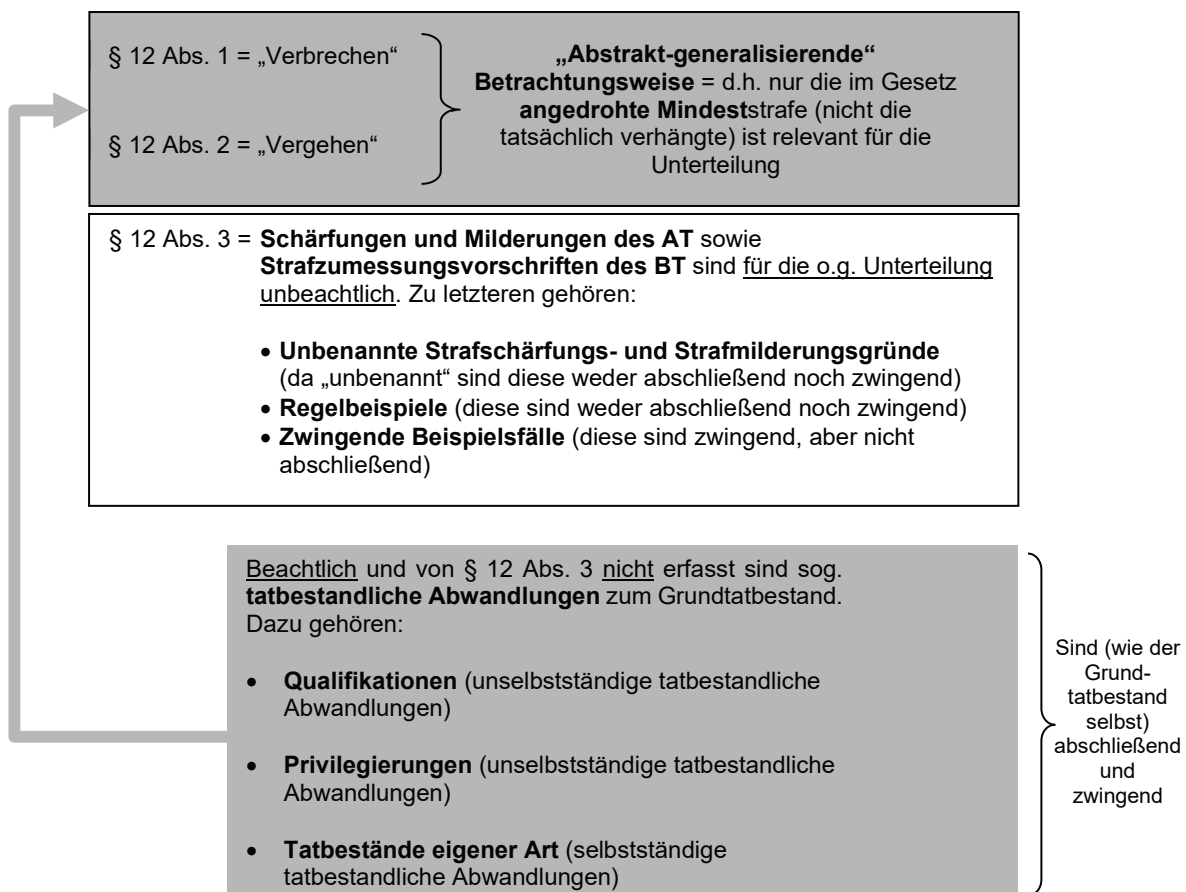 § 12 Abs. 1 = „Verbrechen“
§ 12 Abs. 2 = „Vergehen“
„Abstrakt-generalisierende“
Betrachtungsweise = d.h. nur die im Gesetz
angedrohte Mindeststrafe (nicht die
tatsächlich verhängte) ist relevant für die
Unterteilung
§ 12 Abs. 3 = Schärfungen und Milderungen des AT sowie
Strafzumessungsvorschriften des BT sind für die o.g. Unterteilung
unbeachtlich. Zu letzteren gehören:
• Unbenannte Strafschärfungs- und Strafmilderungsgründe
(da „unbenannt“ sind diese weder abschließend noch zwingend)
• Regelbeispiele (diese sind weder abschließend noch zwingend)
• Zwingende Beispielsfälle (diese sind zwingend, aber nicht
abschließend)
Beachtlich und von § 12 Abs. 3 nicht erfasst sind sog.
tatbestandliche Abwandlungen zum Grundtatbestand.
Dazu gehören:
• Qualifikationen (unselbstständige tatbestandliche
Abwandlungen)
• Privilegierungen (unselbstständige tatbestandliche
Abwandlungen)
• Tatbestände eigener Art (selbstständige
tatbestandliche Abwandlungen)
Sind (wie der
Grund-
tatbestand
selbst)
abschließend
und
zwingend